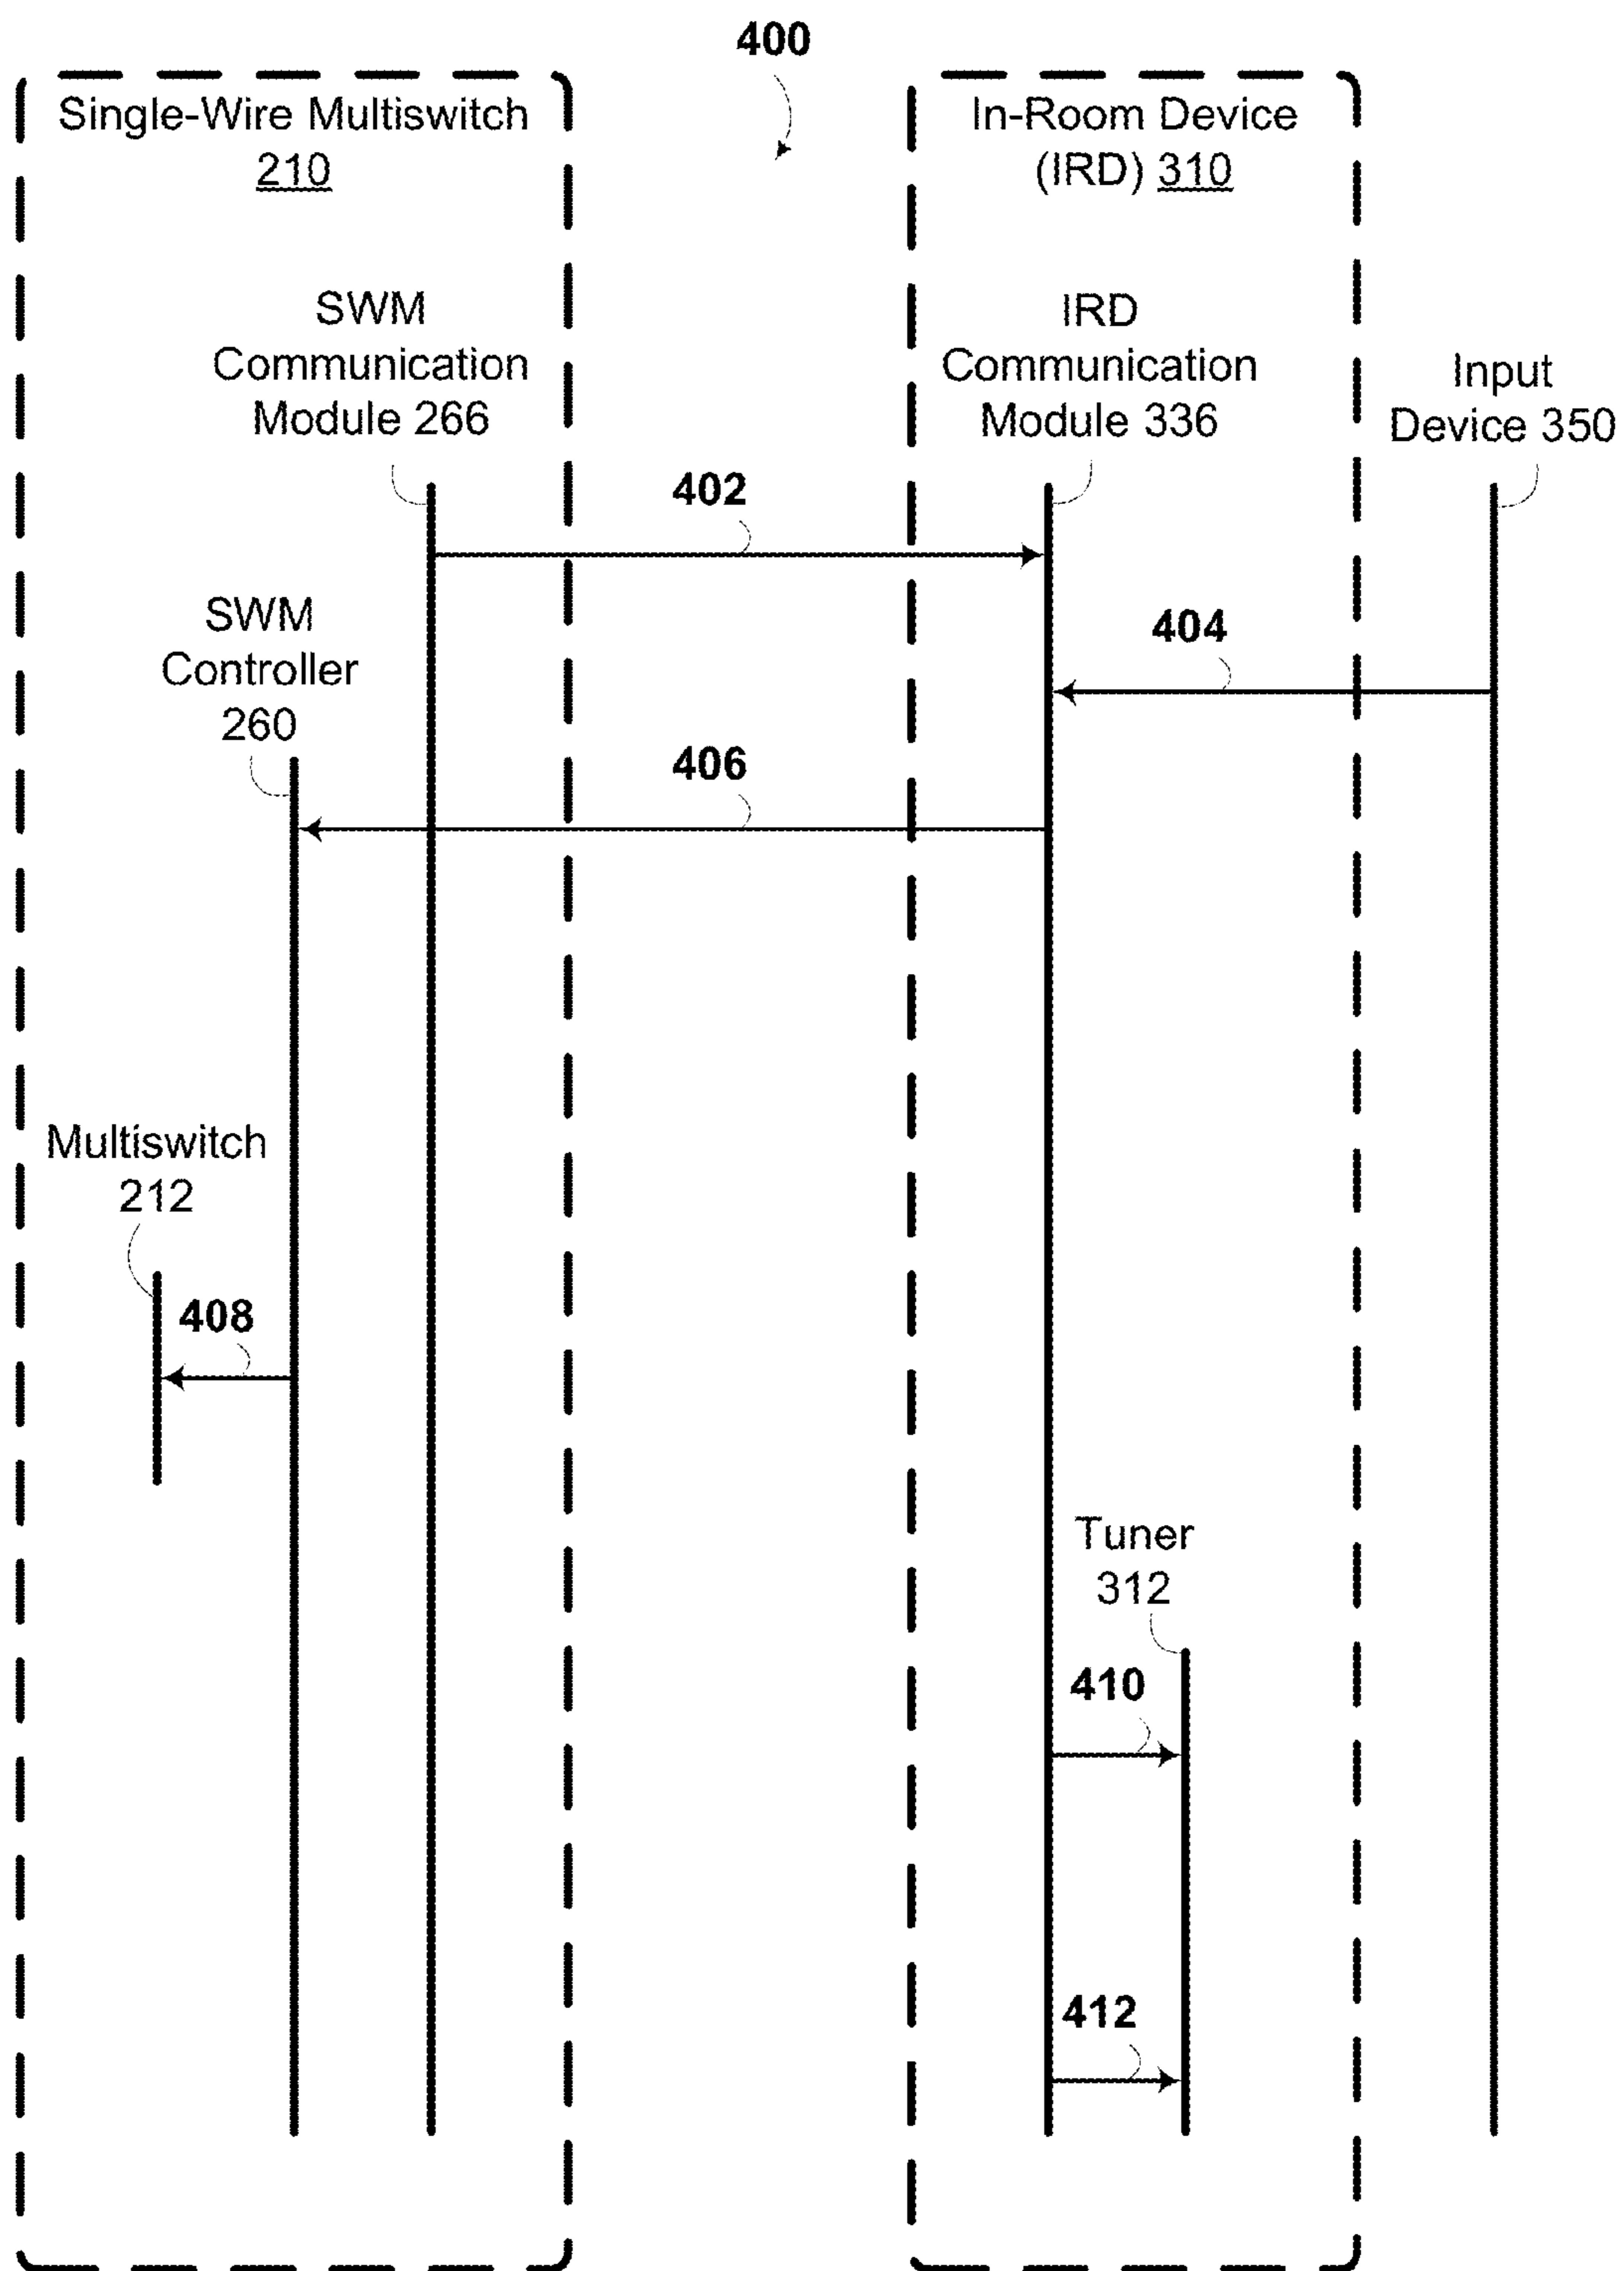 400
Single-Wire Multiswitch
210
In-Room Device
(IRD) 310
SWM
Communication
Module 266
IRD
Communication
Module 336
Input
Device 350
402
SWM
Controller
260
404
406
Multiswitch
212
408
Tuner
312
410
412